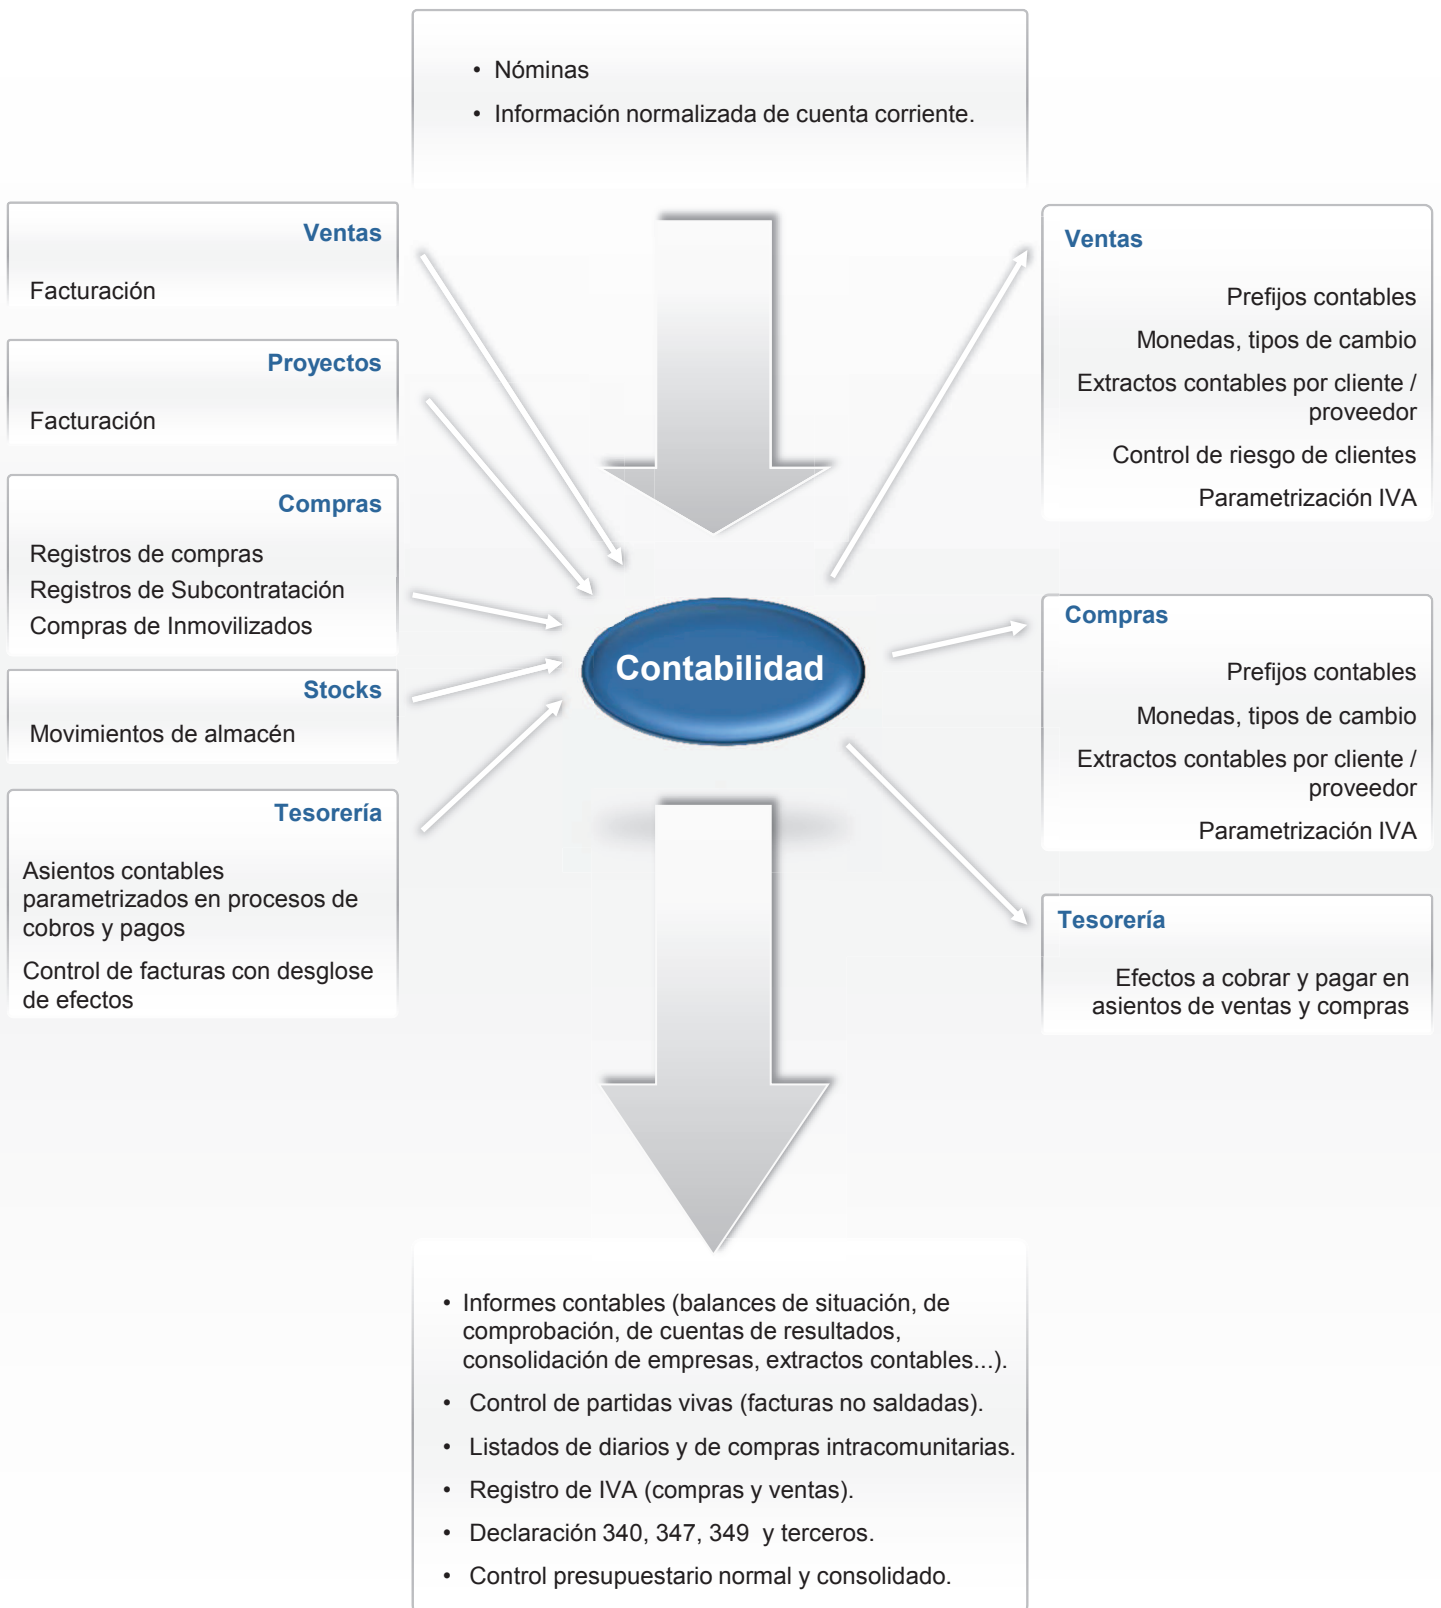 • Nóminas
• Información normalizada de cuenta corriente.
Ventas
Facturación
Proyectos
Facturación
Compras
Registros de compras
Registros de Subcontratación
Compras de Inmovilizados
Stocks
Movimientos de almacén
Tesorería
Asientos contables
parametrizados en procesos de
cobros y pagos
Control de facturas con desglose
de efectos
Contabilidad
Ventas
Prefijos contables
Monedas, tipos de cambio
Extractos contables por cliente /
proveedor
Control de riesgo de clientes
Parametrización IVA
Compras
Prefijos contables
Monedas, tipos de cambio
Extractos contables por cliente /
proveedor
Parametrización IVA
Tesorería
Efectos a cobrar y pagar en
asientos de ventas y compras
• Informes contables (balances de situación, de
comprobación, de cuentas de resultados,
consolidación de empresas, extractos contables...).
• Control de partidas vivas (facturas no saldadas).
• Listados de diarios y de compras intracomunitarias.
• Registro de IVA (compras y ventas).
• Declaración 340, 347, 349 y terceros.
• Control presupuestario normal y consolidado.